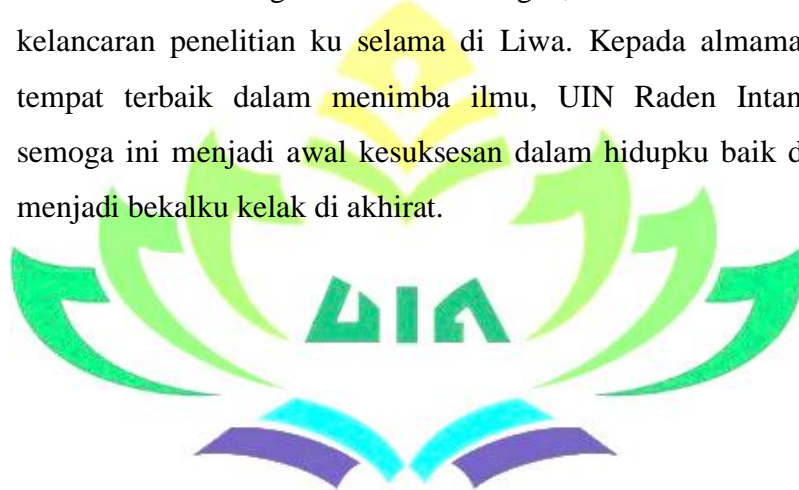 kelancaran penelitian ku selama di Liwa. Kepada almama
tempat terbaik dalam menimba ilmu, UIN Raden Intan
semoga ini menjadi awal kesuksesan dalam hidupku baik d
menjadi bekalku kelak di akhirat.
UIN